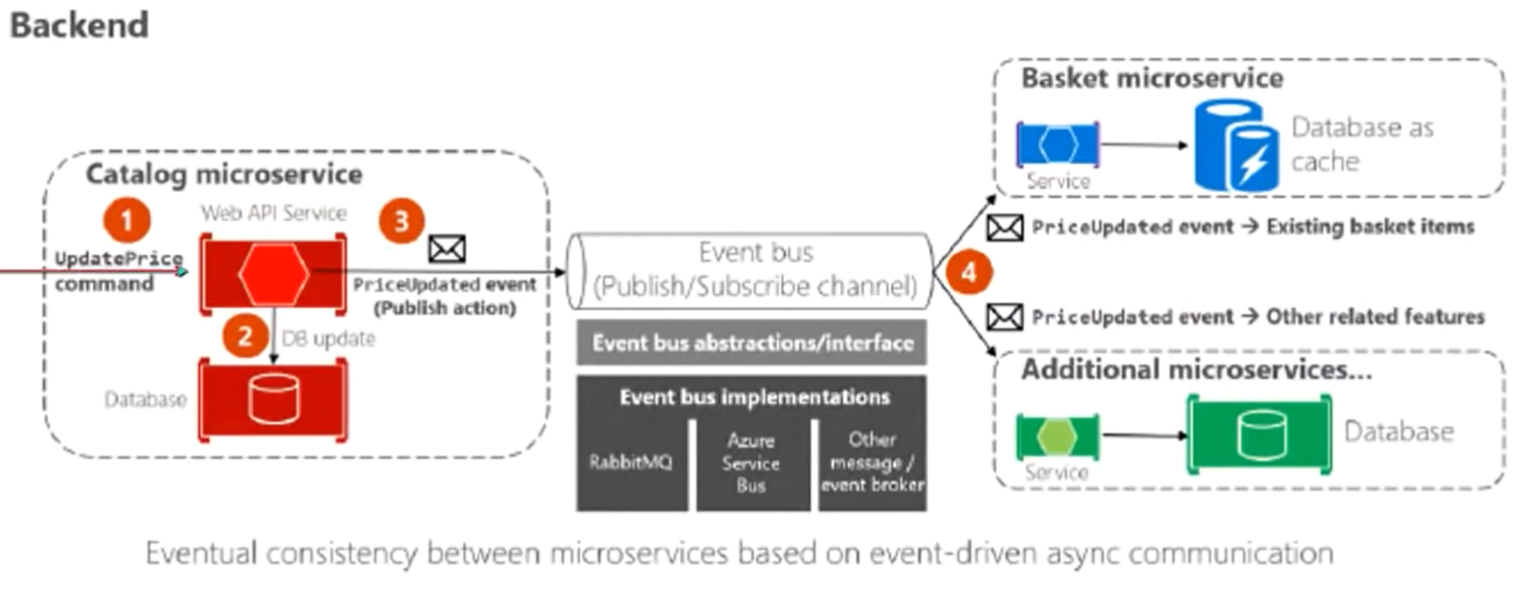 Backend
Catalog microservice
1
Web API Service
3
UpdatePrice
command
PriceUpdated event
(Publish action)
2
DB update
Database
Event bus
(Publish/Subscribe channel)
Event bus abstractions/interface
Event bus implementations
RabbitMQ
Azure
Service
Bus
Other
message /
event broker
4
Basket microservice
Database as
cache
Service
PriceUpdated event → Existing basket items
PriceUpdated event → Other related features
Additional microservices...
Database
Service
Eventual consistency between microservices based on event-driven async communication